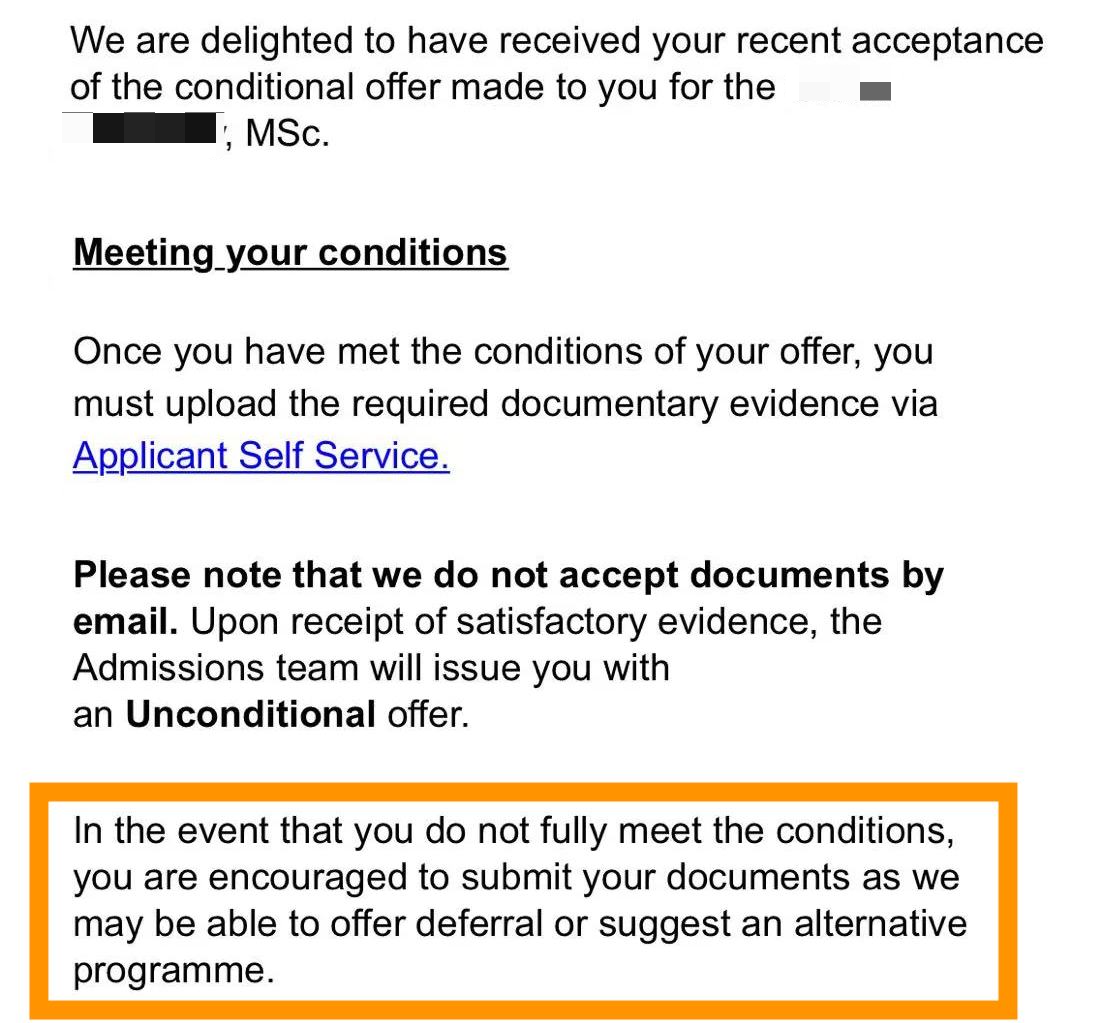 We are delighted to have received your recent acceptance
of the conditional offer made to you for the
, MSc.
Meeting your conditions
Once you have met the conditions of your offer, you
must upload the required documentary evidence via
Applicant Self Service.
Please note that we do not accept documents by
email. Upon receipt of satisfactory evidence, the
Admissions team will issue you with
an Unconditional offer.
In the event that you do not fully meet the conditions,
you are encouraged to submit your documents as we
may be able to offer deferral or suggest an alternative
programme.